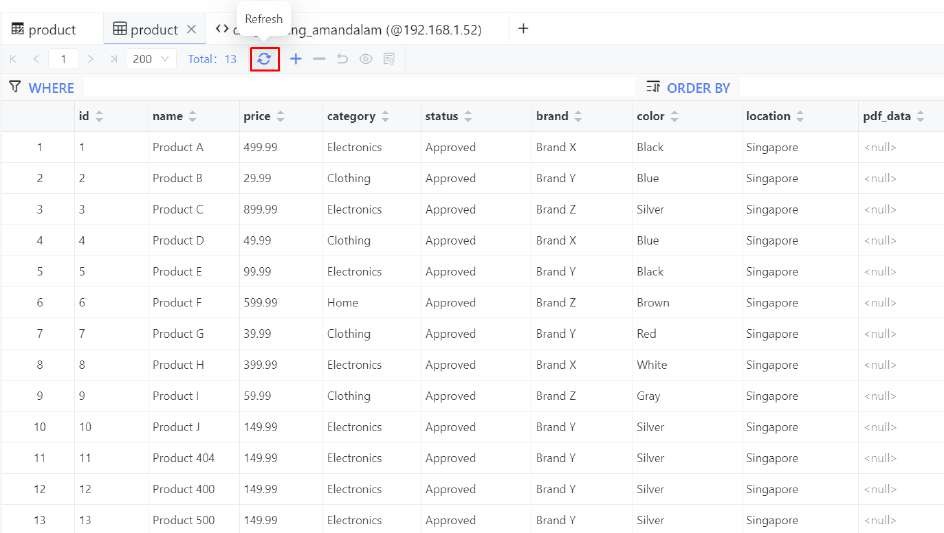 Refresh
product product ng_amandalam (@192.168.1.52)
1 200 Total: 13
WHERE ORDER BY
id name price category status brand color location pdf_data
1 1 Product A 499.99 Electronics Approved Brand X Black Singapore <null>
2 2 Product B 29.99 Clothing Approved Brand Y Blue Singapore <null>
3 3 Product C 899.99 Electronics Approved Brand Z Silver Singapore <null>
4 4 Product D 49.99 Clothing Approved Brand X Blue Singapore <null>
5 5 Product E 99.99 Electronics Approved Brand Y Black Singapore <null>
6 6 Product F 599.99 Home Approved Brand Z Brown Singapore <null>
7 7 Product G 39.99 Clothing Approved Brand Y Red Singapore <null>
8 8 Product H 399.99 Electronics Approved Brand X White Singapore <null>
9 9 Product I 59.99 Clothing Approved Brand Z Gray Singapore <null>
10 10 Product J 149.99 Electronics Approved Brand Y Silver Singapore <null>
11 11 Product 404 149.99 Electronics Approved Brand Y Silver Singapore <null>
12 12 Product 400 149.99 Electronics Approved Brand Y Silver Singapore <null>
13 13 Product 500 149.99 Electronics Approved Brand Y Silver Singapore <null>